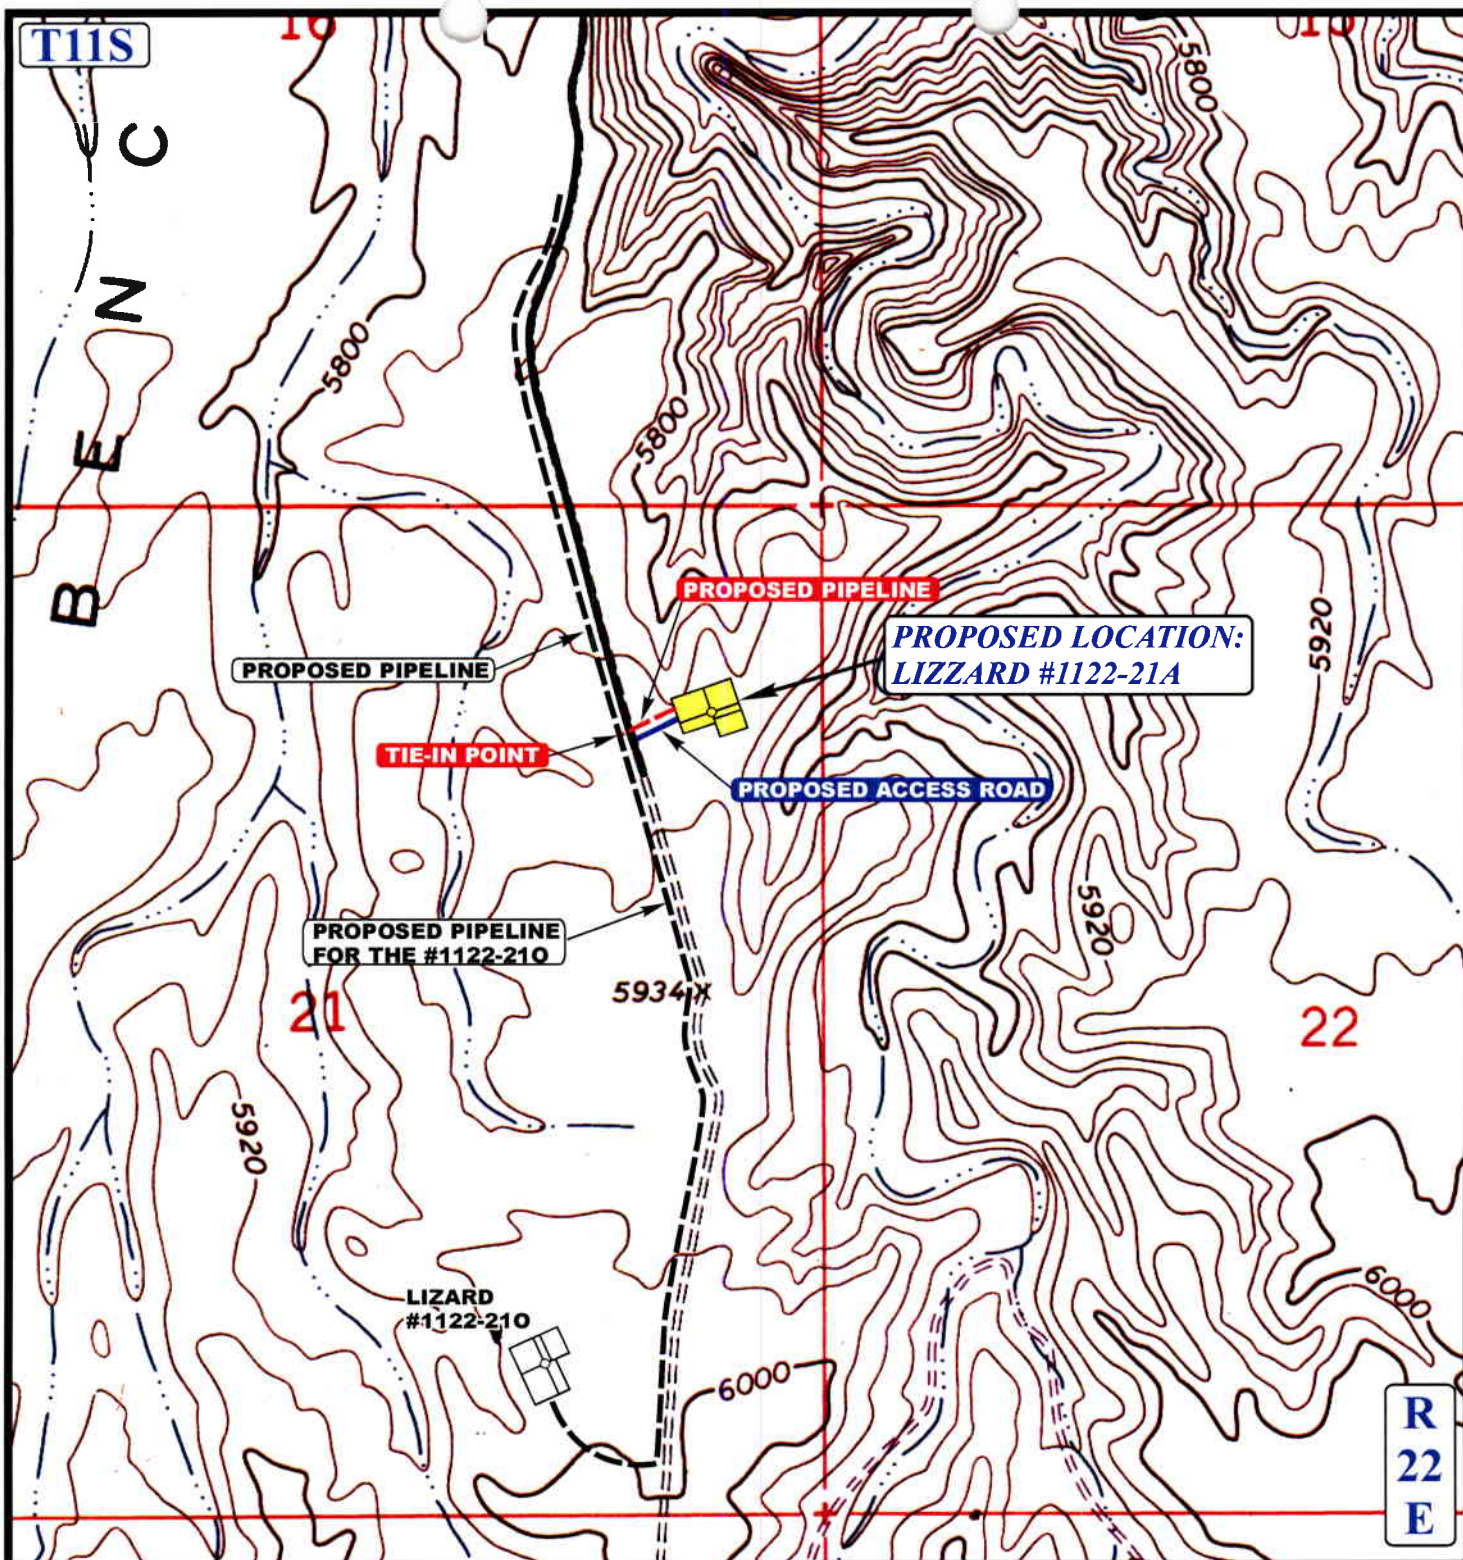 T11S
16
15
B E N C
5800
5800
5800
PROPOSED PIPELINE
PROPOSED LOCATION:
LIZZARD #1122-21A
PROPOSED PIPELINE
5920
TIE-IN POINT
PROPOSED ACCESS ROAD
PROPOSED PIPELINE
FOR THE #1122-21O
5920
5934
21
22
5920
LIZARD
#1122-21O
6000
6000
R
22
E